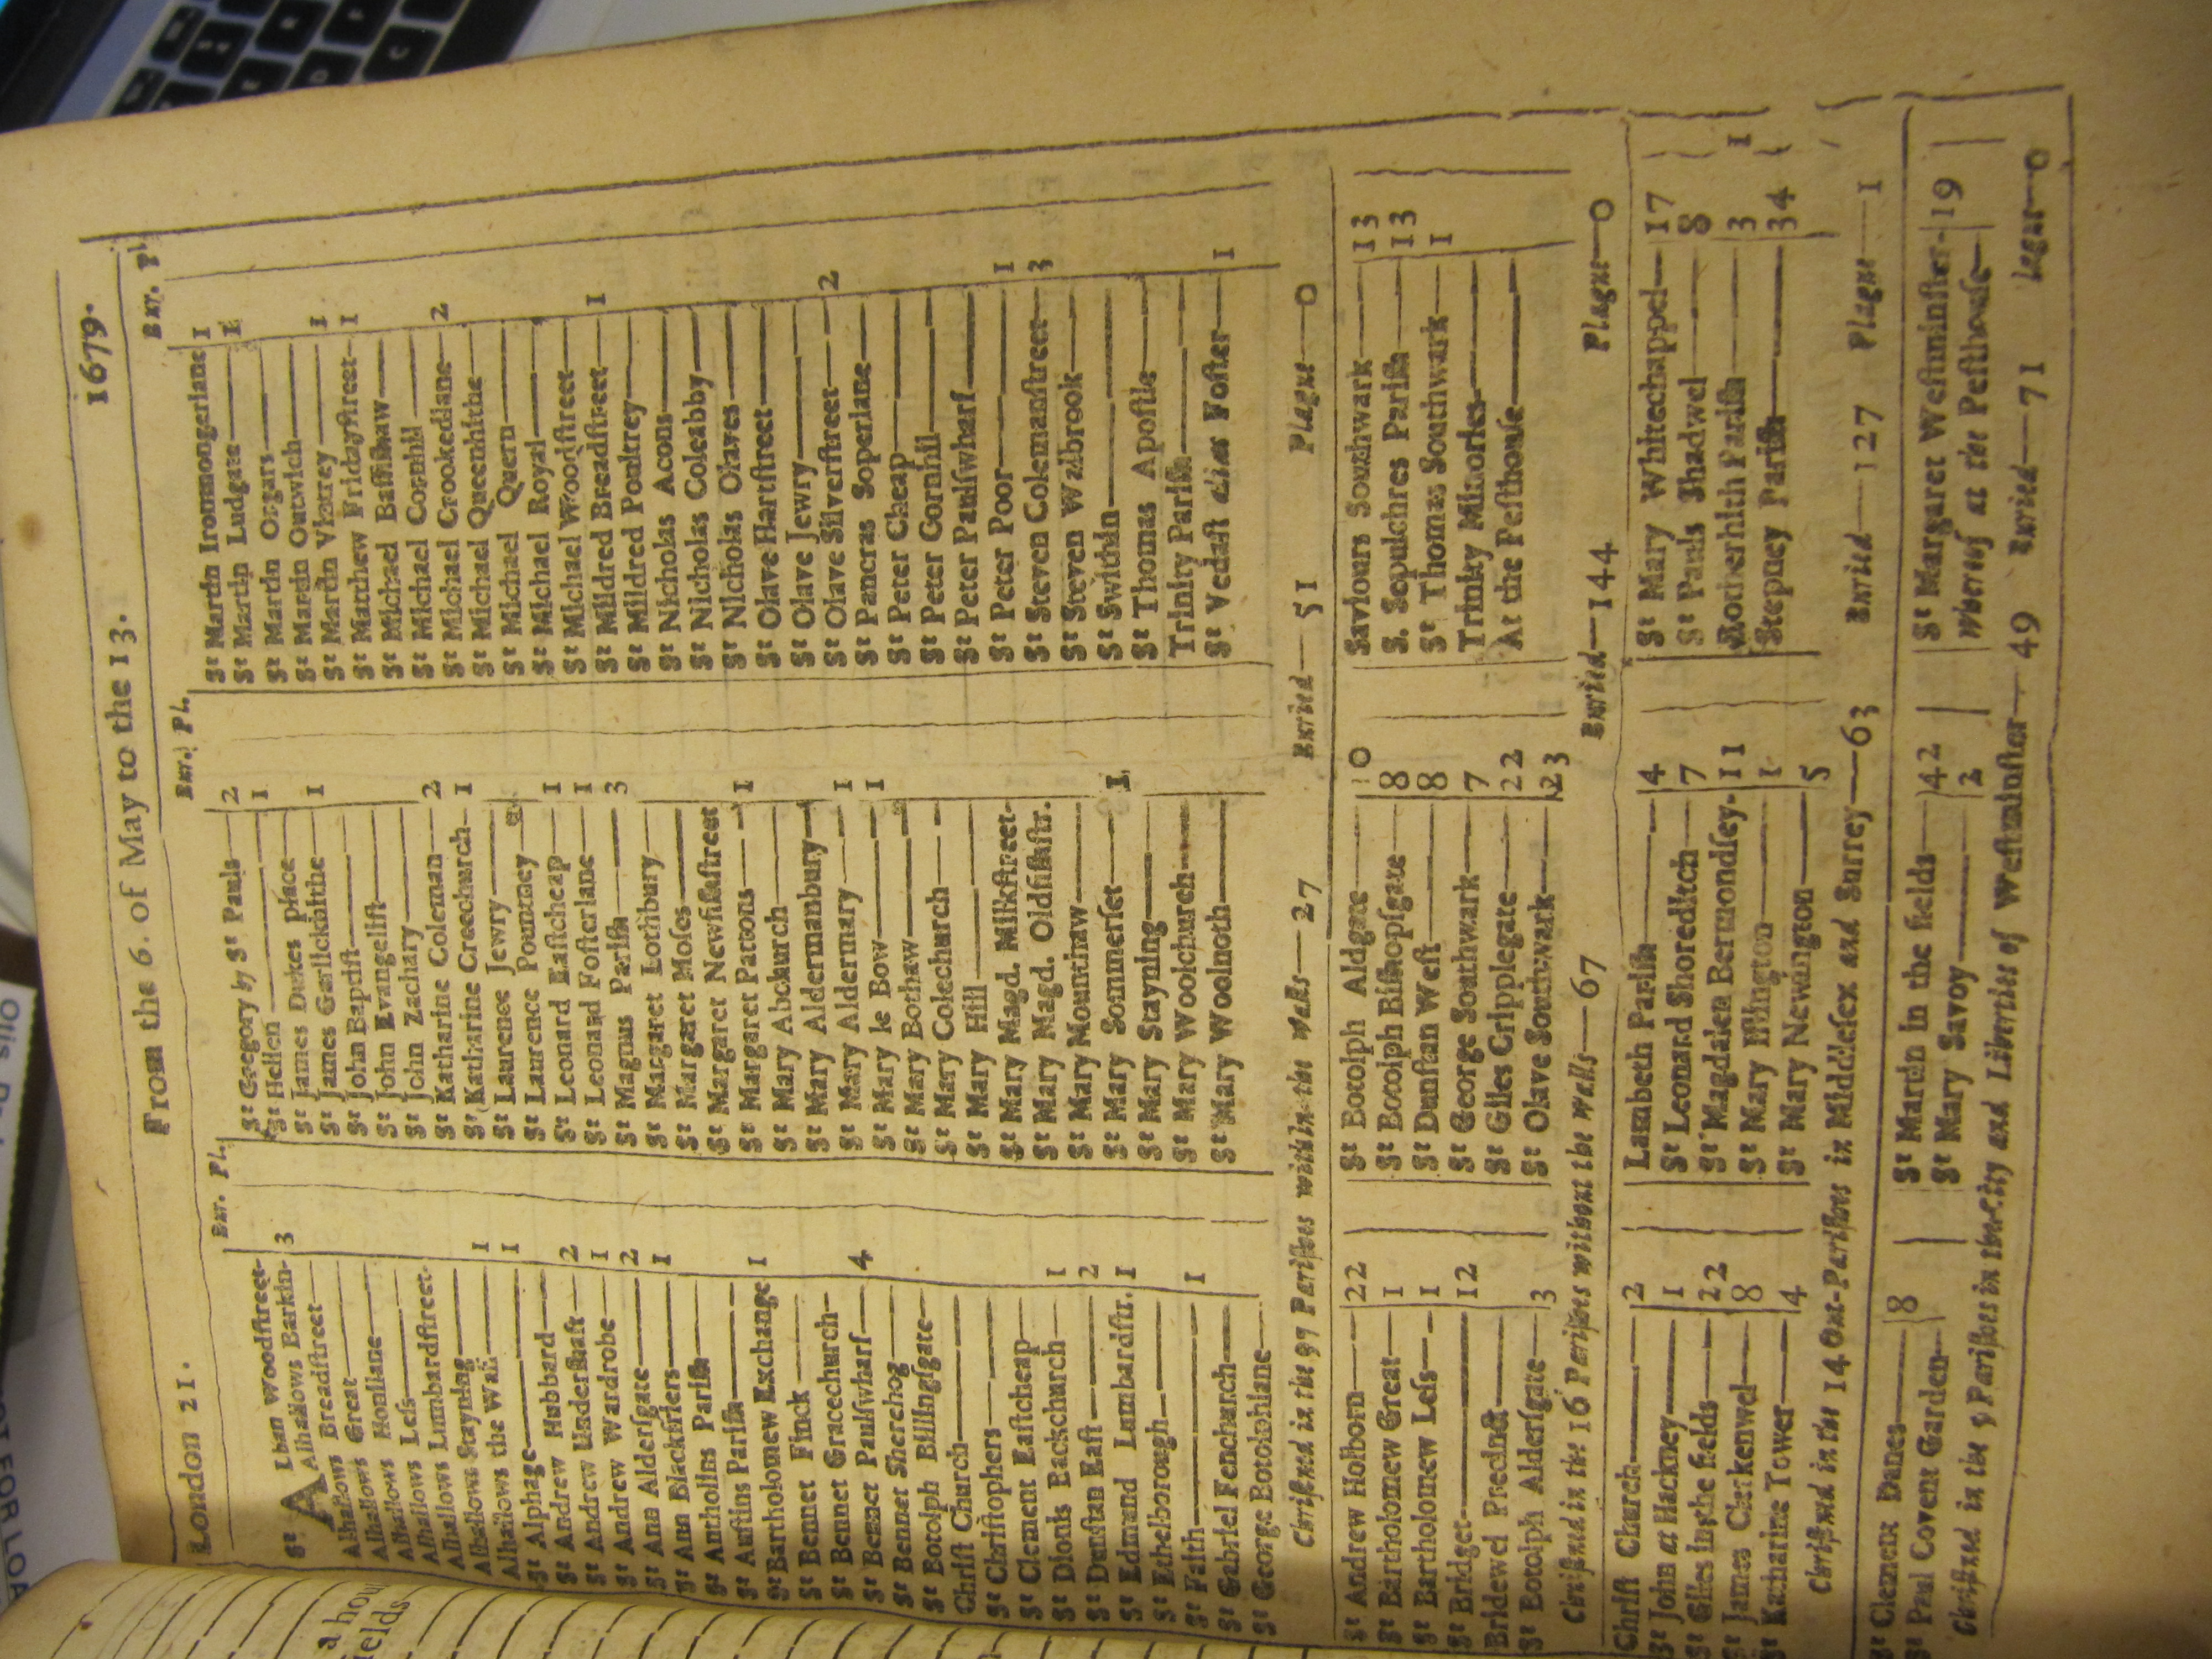 London 21.
From the 6. of May to the 13.
1679.
Bur. Pl.
Sᵗ ALban Woodſtreet
Alhallows Barkin 3
Alhallows Breadſtreet
Alhallows Great
Alhallows Honilane
Alhallows Leſs
Alhallows Lumbardſtreet
Alhallows Stayning 1
Alhallows the Wall 1
Sᵗ Alphage
Sᵗ Andrew Hubbard
Sᵗ Andrew Underſhaft 2
Sᵗ Andrew Wardrobe 1
Sᵗ Ann Alderſgate 2
Sᵗ Ann Blackfriers 1
Sᵗ Antholins Pariſh
Sᵗ Auſtins Pariſh
Sᵗ Bartholomew Exchange 1
Sᵗ Bennet Finck
Sᵗ Bennet Gracechurch
Sᵗ Bennet Paulſwharf 4
Sᵗ Bennet Sherehog
Sᵗ Botolph Billingſgate
Chriſt Church
Sᵗ Chriſtophers
Sᵗ Clement Eaſtcheap
Sᵗ Dionis Backchurch 1
Sᵗ Dunſtan Eaſt 2
Sᵗ Edmund Lumbardſtr. 1
Sᵗ Ethelborough
Sᵗ Faith 1
Sᵗ Gabriel Fenchurch
Sᵗ George Botolphlane
Bur. Pl.
Sᵗ Gregory by Sᵗ Pauls 2
Sᵗ Hellen 1
Sᵗ James Dukes place
Sᵗ James Garlickhithe 1
Sᵗ John Baptiſt
Sᵗ John Evangeliſt
Sᵗ John Zachary
Sᵗ Katharine Coleman 2
Sᵗ Katharine Creechurch 1
Sᵗ Laurence Jewry
Sᵗ Laurence Pountney
Sᵗ Leonard Eaſtcheap 1
Sᵗ Leonard Foſterlane 1
Sᵗ Magnus Pariſh 3
Sᵗ Margaret Lothbury
Sᵗ Margaret Moſes
Sᵗ Margaret Newfiſhſtreet
Sᵗ Margaret Pattons 1
Sᵗ Mary Abchurch
Sᵗ Mary Aldermanbury
Sᵗ Mary Aldermary 1
Sᵗ Mary le Bow 1
Sᵗ Mary Bothaw
Sᵗ Mary Colechurch
Sᵗ Mary Hill
Sᵗ Mary Magd. Milkſtreet
Sᵗ Mary Magd. Oldfiſhſtr.
Sᵗ Mary Mounthaw
Sᵗ Mary Sommerſet 1
Sᵗ Mary Stayning
Sᵗ Mary Woolchurch
Sᵗ Mary Woolnoth
Bur. Pl
Sᵗ Martin Ironmongerlane 1
Sᵗ Martin Ludgate 1
Sᵗ Martin Orgars
Sᵗ Martin Outwich
Sᵗ Martin Vintrey 1
Sᵗ Matthew Fridayſtreet 1
Sᵗ Michael Baſſiſhaw
Sᵗ Michael Cornhil
Sᵗ Michael Crookedlane 2
Sᵗ Michael Queenhithe
Sᵗ Michael Quern
Sᵗ Michael Royal
Sᵗ Michael Woodſtreet
Sᵗ Mildred Breadſtreet 1
Sᵗ Mildred Poultrey
Sᵗ Nicholas Acons
Sᵗ Nicholas Coleabby
Sᵗ Nicholas Olaves
Sᵗ Olave Hartſtreet
Sᵗ Olave Jewry
Sᵗ Olave Silverſtreet 2
Sᵗ Pancras Soperlane
Sᵗ Peter Cheap
Sᵗ Peter Cornhil
Sᵗ Peter Paulſwharf
Sᵗ Peter Poor 1
Sᵗ Steven Colemanſtreet 3
Sᵗ Steven Walbrook
Sᵗ Swithin
Sᵗ Thomas Apoſtle
Trinity Pariſh
Sᵗ Vedaſt alias Foſter 1
Chriſtned in the 97 Pariſhes within the walls—27 Buried—51 Plague—0
Sᵗ Andrew Holborn 22
Sᵗ Bartholomew Great 1
Sᵗ Bartholomew Leſs 1
Sᵗ Bridget 12
Bridewel Precinct
Sᵗ Botolph Alderſgate 3
Sᵗ Botolph Aldgate 10
Sᵗ Botolph Biſhopſgate 8
Sᵗ Dunſtan Weſt 8
Sᵗ George Southwark 7
Sᵗ Giles Cripplegate 22
Sᵗ Olave Southwark 23
Saviours Southwark 13
S. Sepulchres Pariſh 13
Sᵗ Thomas Southwark 1
Trinity Minories
At the Peſthouſe
Chriſtned in the 16 Pariſhes without the walls—67 Buried—144 Plague—0
Chriſt Church 2
Sᵗ John at Hackney 1
Sᵗ Giles in the fields 22
Sᵗ James Clerkenwel 8
Sᵗ Katharine Tower 4
Lambeth Pariſh 4
Sᵗ Leonard Shoreditch 7
Sᵗ Magdalen Bermondſey 11
Sᵗ Mary Iſlington 1
Sᵗ Mary Newington 5
Sᵗ Mary Whitechappel 17
Sᵗ Pauls Shadwel 8
Rotherhith Pariſh 3 1
Stepney Pariſh 34
Chriſtned in the 14 Out-Pariſhes in Middleſex and Surrey—63 Buried—127 Plague—1
Sᵗ Clement Danes 8
Sᵗ Paul Covent Garden
Sᵗ Martin in the fields 42
Sᵗ Mary Savoy 2
Sᵗ Margaret Weſtminſter 19
Whereof at the Peſthouſe
Chriſtned in the 5 Pariſhes in the City and Liberties of Weſtminſter—49 Buried—71 —0
a hou
ields
OT FOR LOA